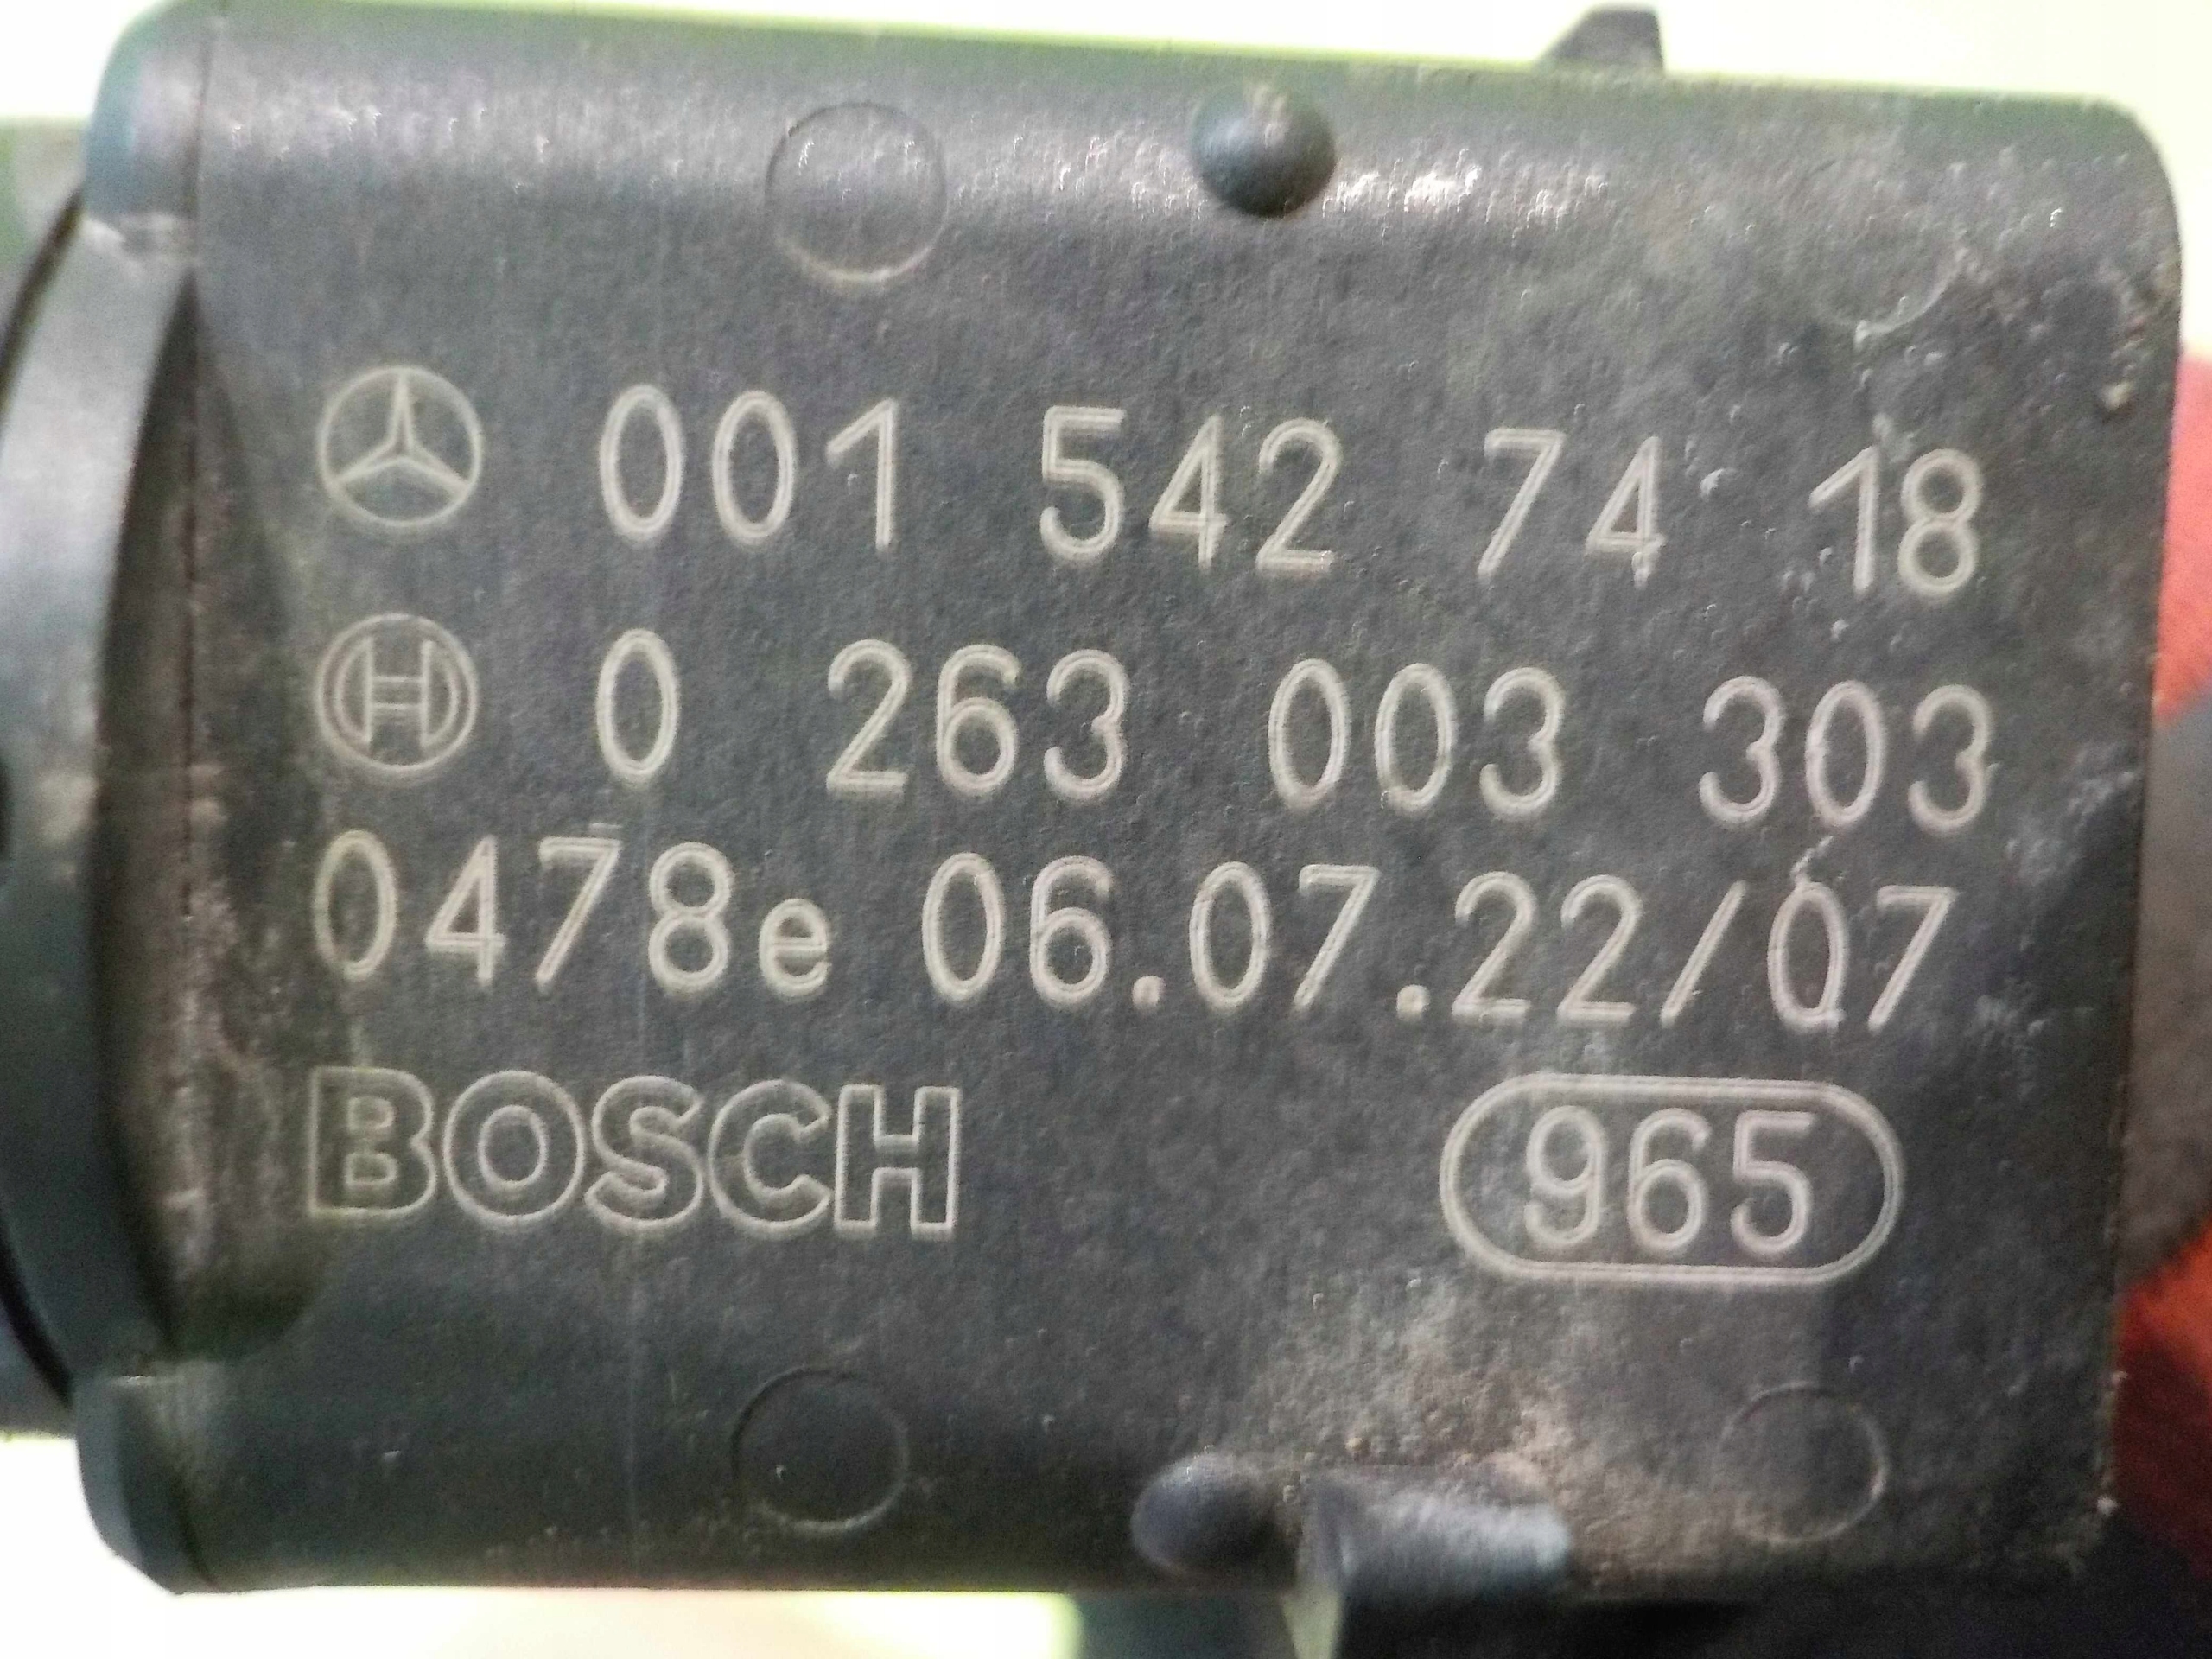 001 542 74 18
H 0 263 003 303
0478e 06.07.22/07
BOSCH 965